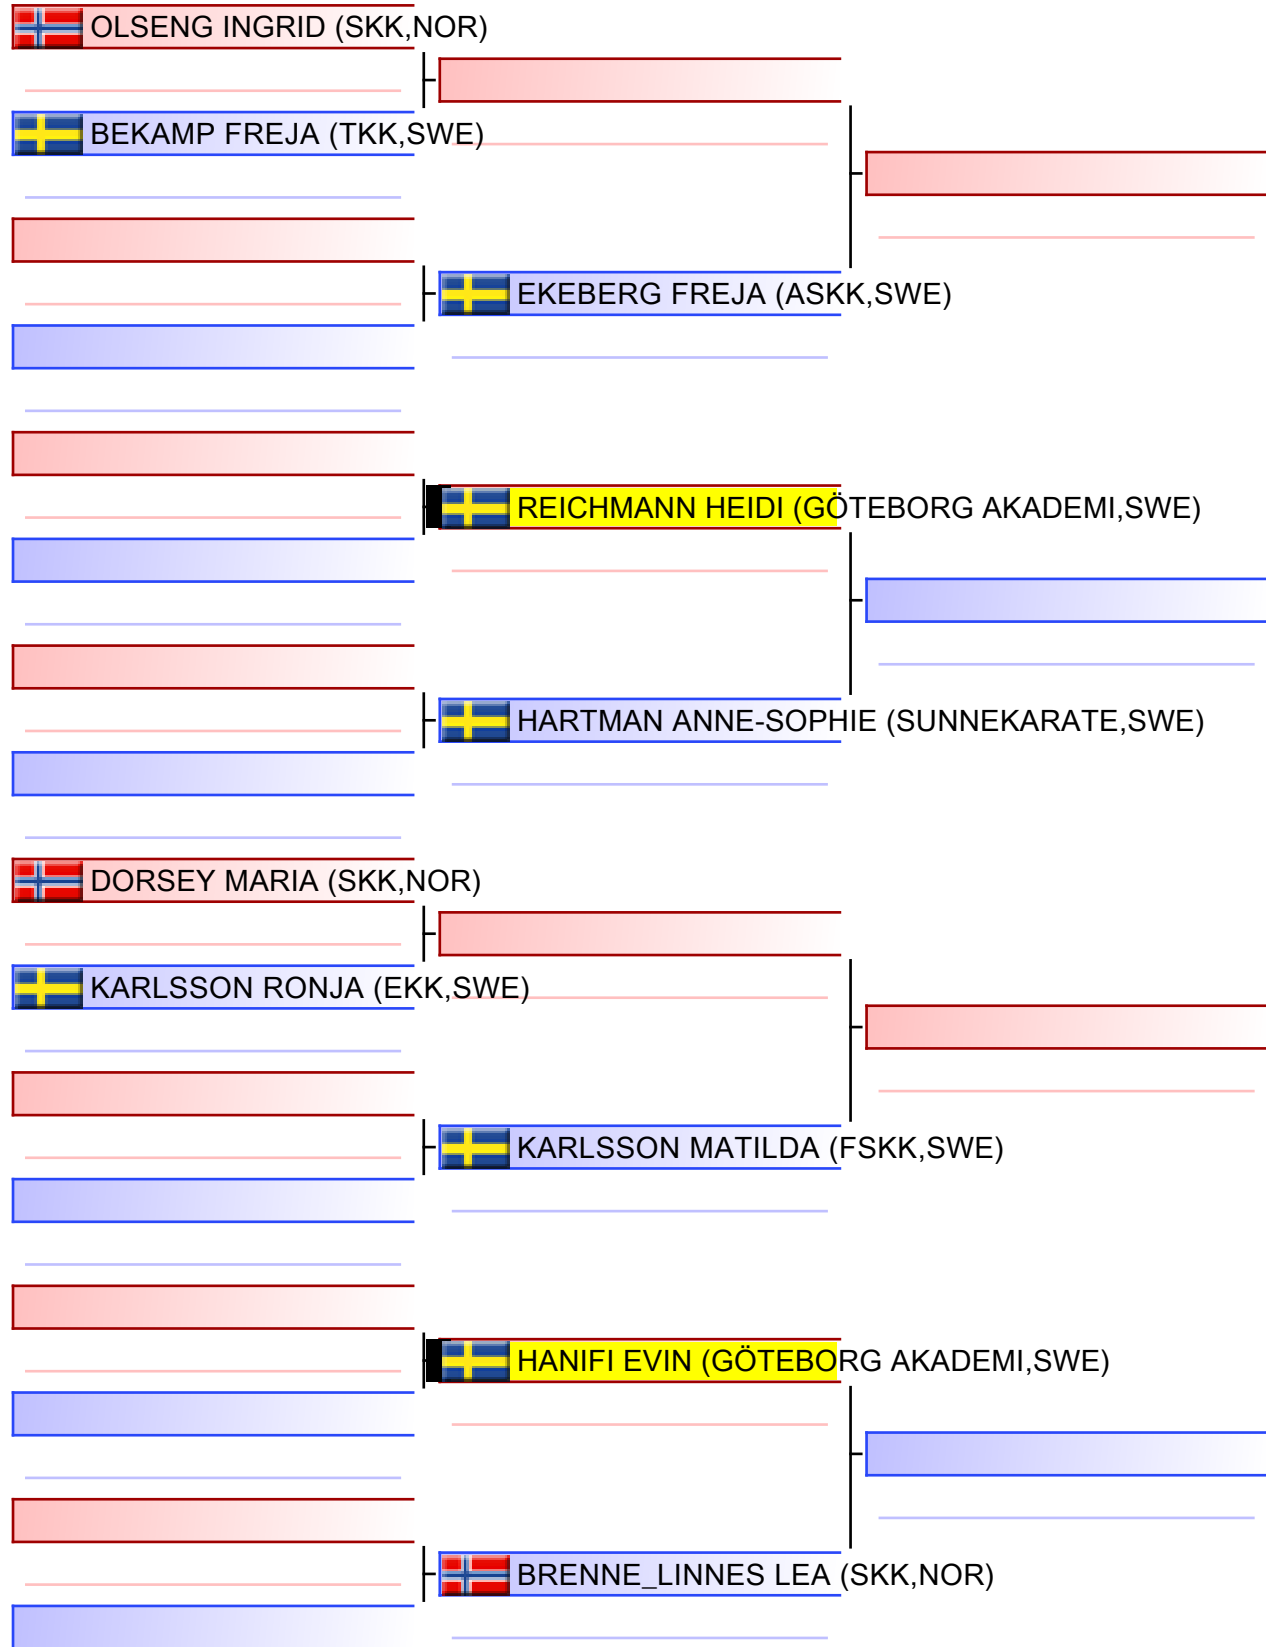 OLSENG INGRID (SKK,NOR)
BEKAMP FREJA (TKK,SWE)
EKEBERG FREJA (ASKK,SWE)
REICHMANN HEIDI (GÖTEBORG AKADEMI,SWE)
HARTMAN ANNE-SOPHIE (SUNNEKARATE,SWE)
DORSEY MARIA (SKK,NOR)
KARLSSON RONJA (EKK,SWE)
KARLSSON MATILDA (FSKK,SWE)
HANIFI EVIN (GÖTEBORG AKADEMI,SWE)
BRENNE_LINNES LEA (SKK,NOR)